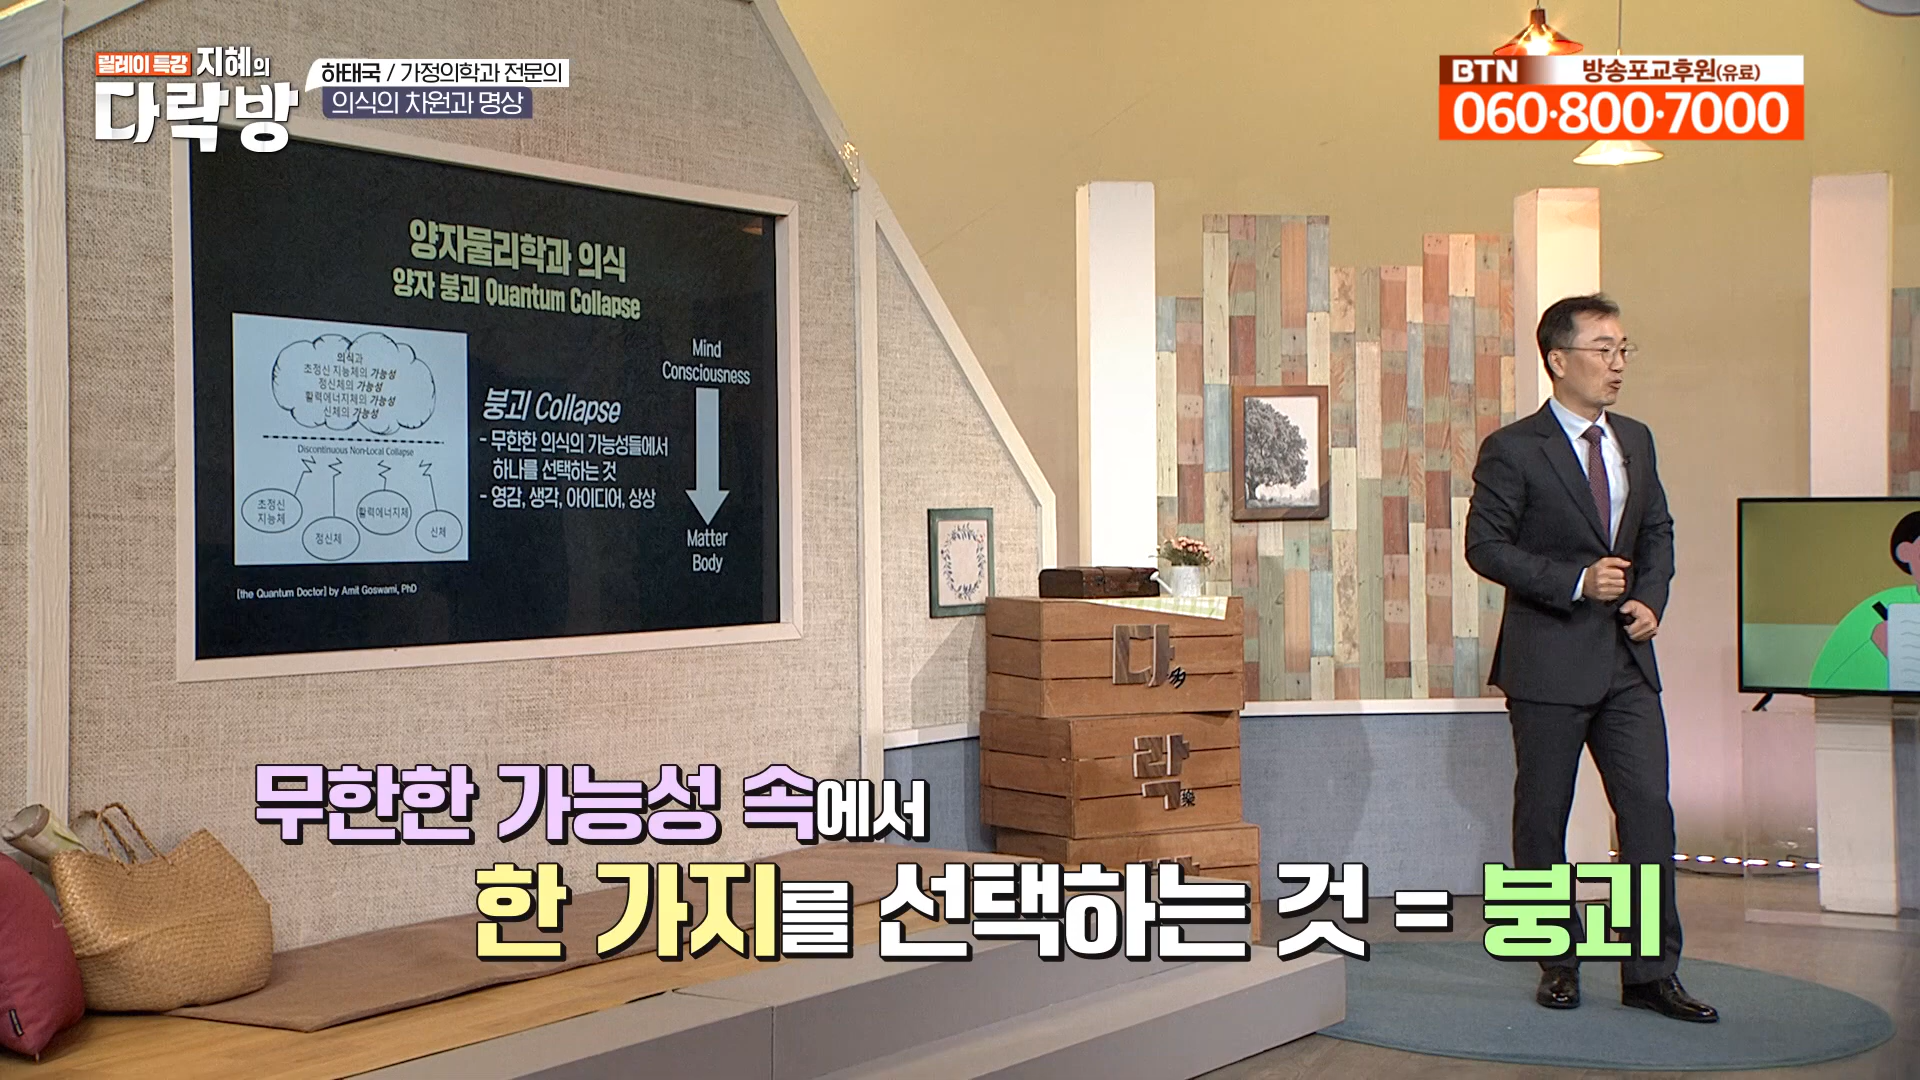 릴레이 특강 지혜의
다락방
하태국 / 가정의학과 전문의
의식의 차원과 명상
BTN 방송포교후원(유료)
060·800·7000
양자물리학과 의식
양자 붕괴 Quantum Collapse
의식과
초정신 지능체의 가능성
정신체의 가능성
활력에너지체의 가능성
신체의 가능성
Discontinuous Non-Local Collapse
초정신
지능체
정신체
활력에너지체
신체
붕괴 Collapse
- 무한한 의식의 가능성들에서
하나를 선택하는 것
- 영감, 생각, 아이디어, 상상
Mind
Consciousness
Matter
Body
[the Quantum Doctor] by Amit Goswami, PhD
다 多
락 樂
무한한 가능성 속에서
한 가지를 선택하는 것 = 붕괴